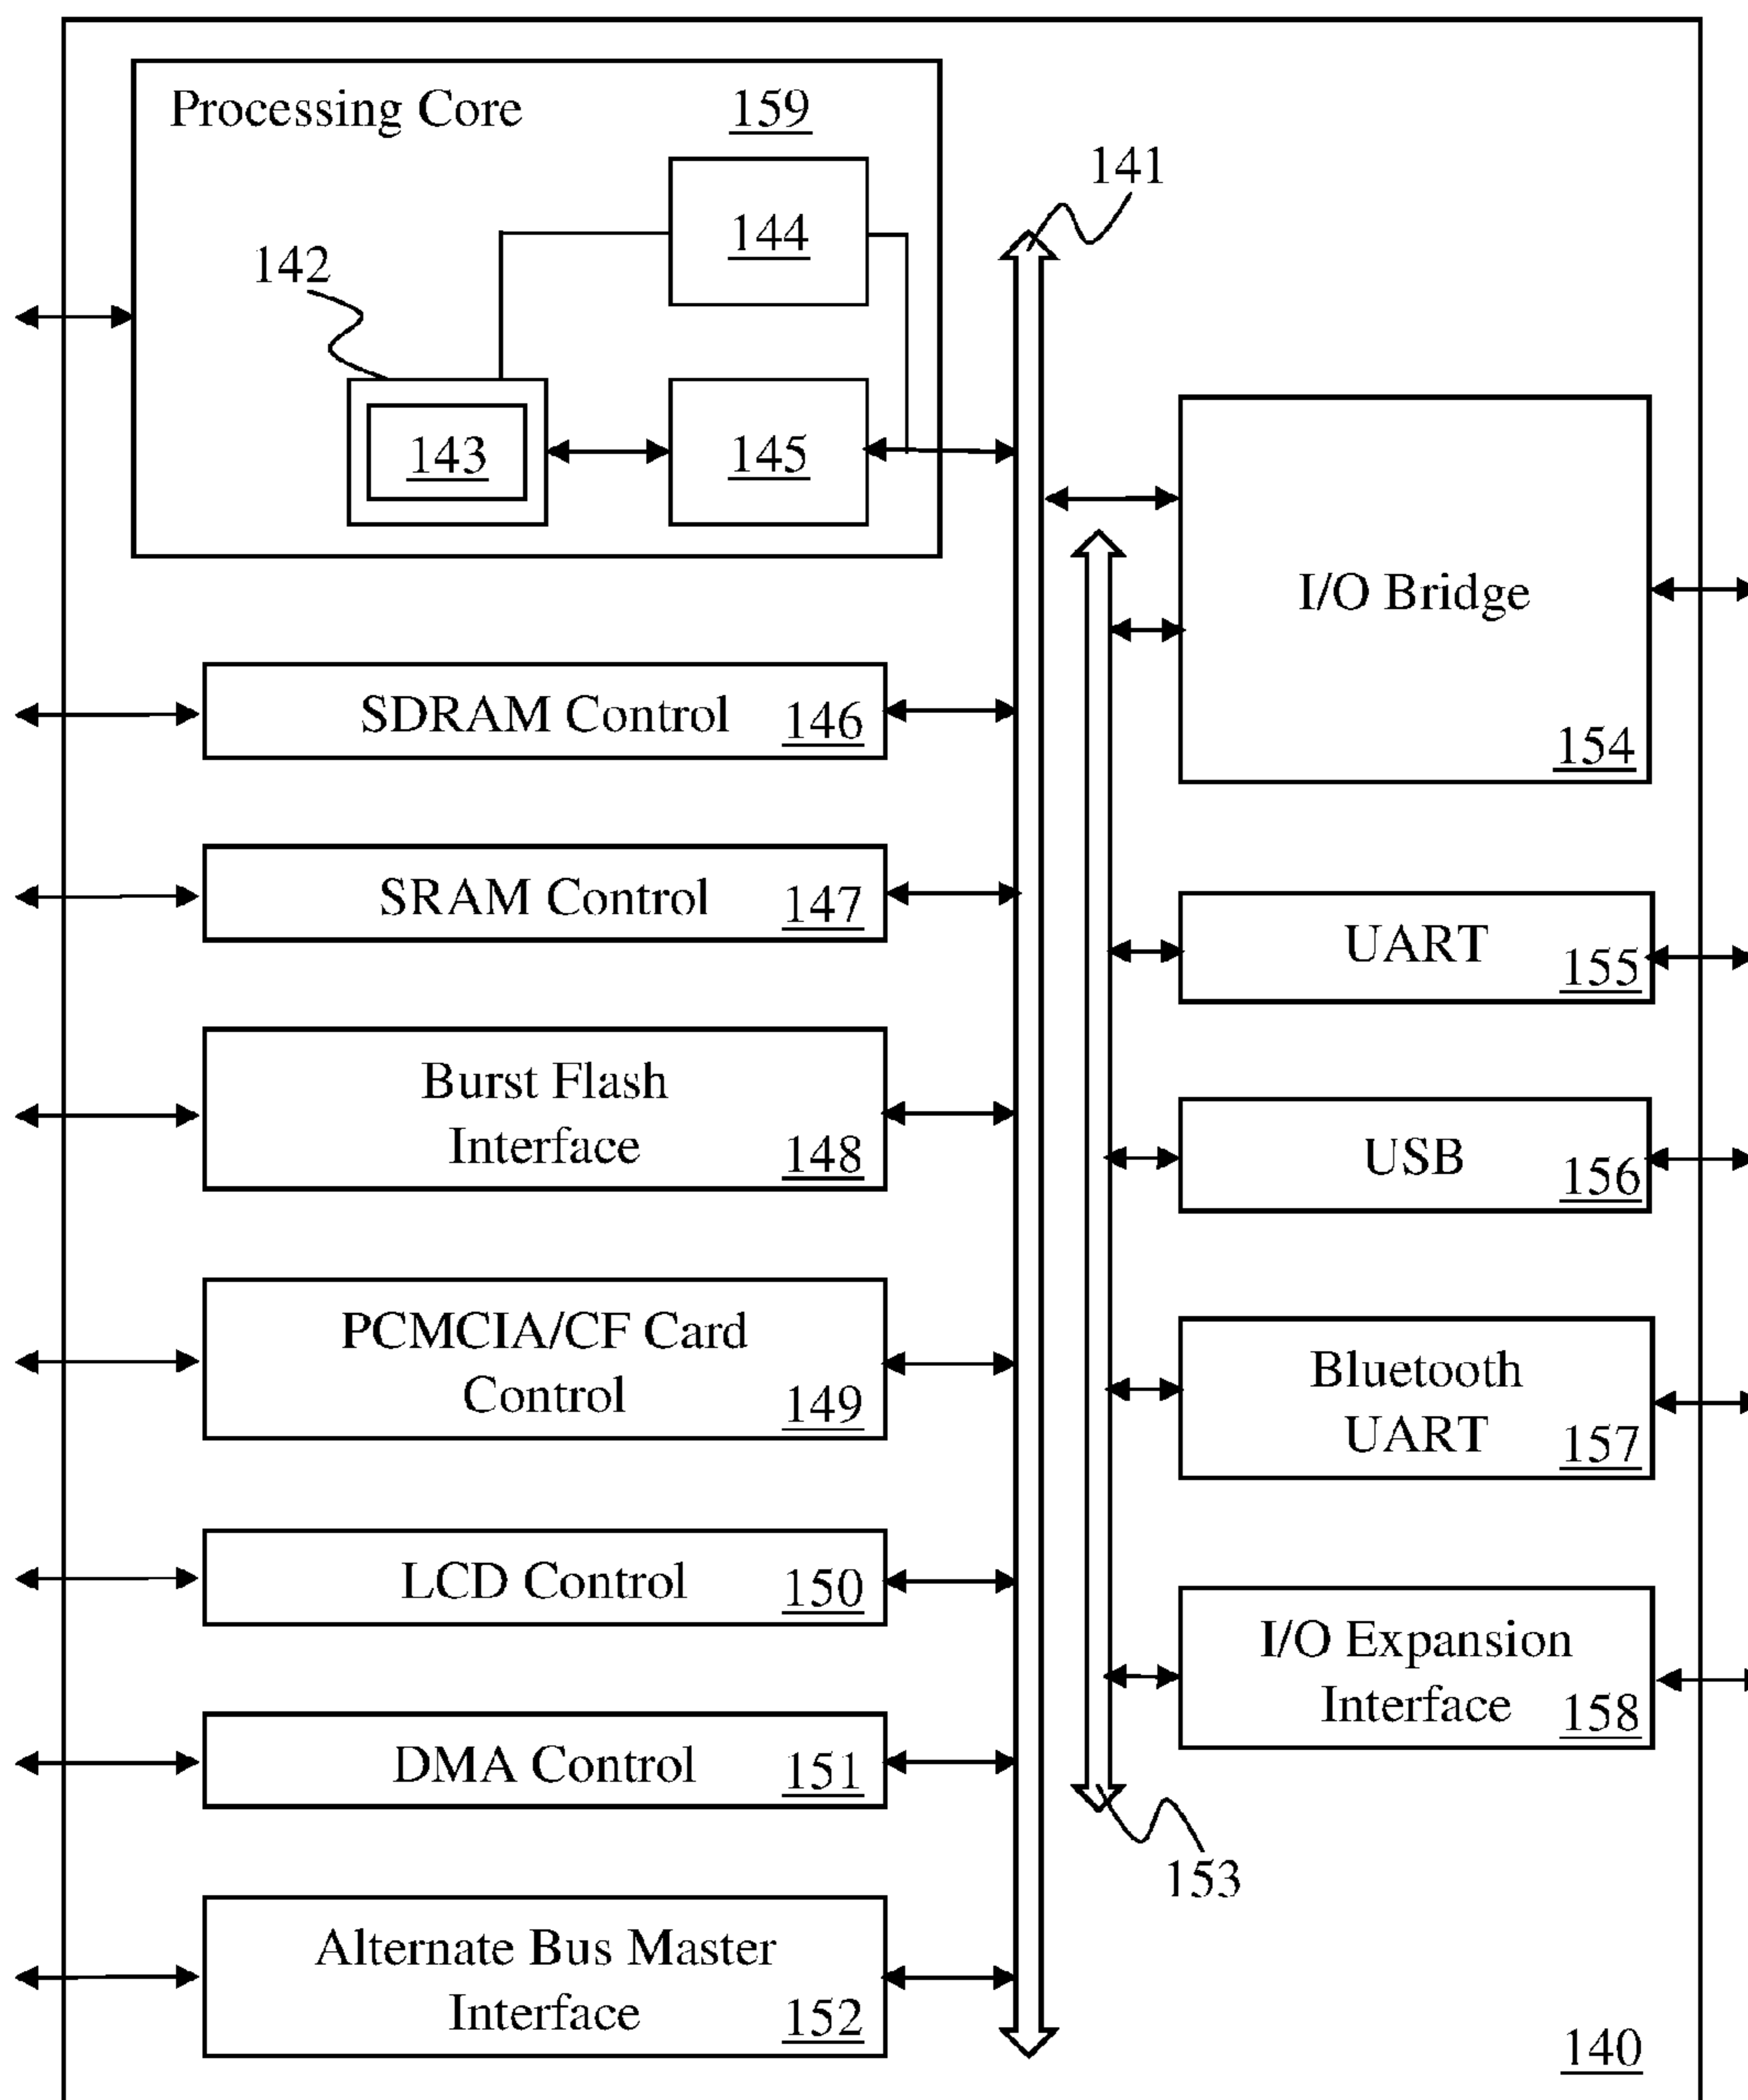 Processing Core 159
141
144
142
143
145
I/O Bridge
154
SDRAM Control 146
SRAM Control 147
UART 155
Burst Flash
Interface 148
USB 156
PCMCIA/CF Card
Control 149
Bluetooth
UART 157
LCD Control 150
I/O Expansion
Interface 158
DMA Control 151
153
Alternate Bus Master
Interface 152
140